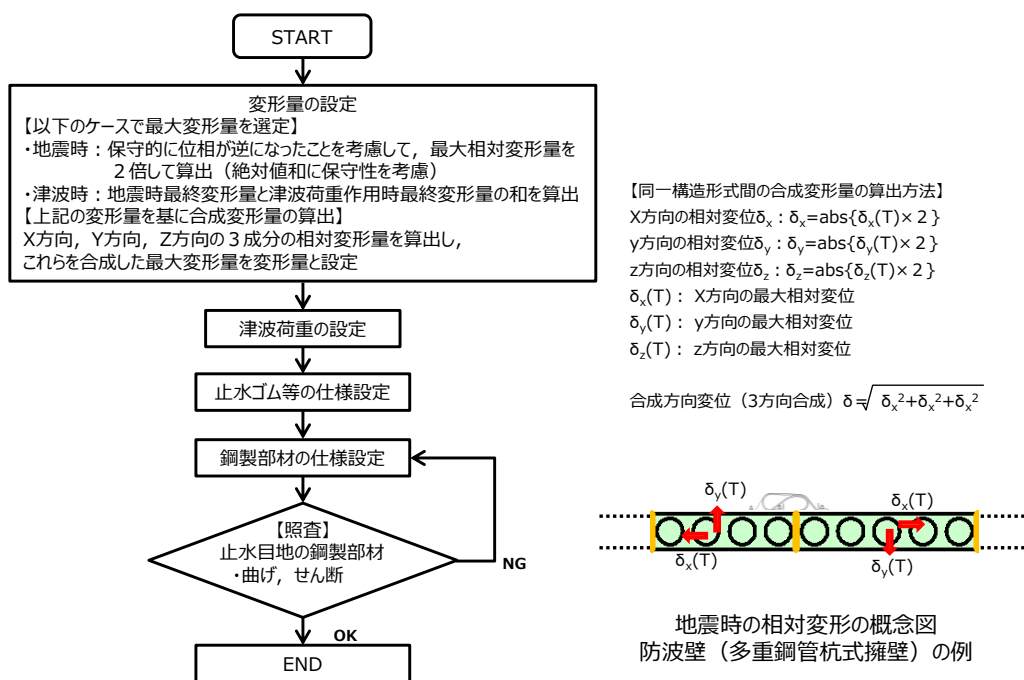 START
変形量の設定
【以下のケースで最大変形量を選定】
・地震時：保守的に位相が逆になったことを考慮して，最大相対変形量を
２倍して算出（絶対値和に保守性を考慮）
・津波時：地震時最終変形量と津波荷重作用時最終変形量の和を算出
【上記の変形量を基に合成変形量の算出】
X方向，Y方向，Z方向の３成分の相対変形量を算出し，
これらを合成した最大変形量を変形量と設定
津波荷重の設定
止水ゴム等の仕様設定
鋼製部材の仕様設定
【照査】
止水目地の鋼製部材
・曲げ，せん断
NG
OK
END
【同一構造形式間の合成変形量の算出方法】
X方向の相対変位δx：δx=abs{δx(T)×２}
y方向の相対変位δy：δy=abs{δy(T)×２}
z方向の相対変位δz：δz=abs{δz(T)×２}
δx(T)： X方向の最大相対変位
δy(T)： y方向の最大相対変位
δz(T)： z方向の最大相対変位
合成方向変位（3方向合成）δ=√ δx²+δx²+δx²
δy(T)
δx(T)
δx(T)
δy(T)
地震時の相対変形の概念図
防波壁（多重鋼管杭式擁壁）の例